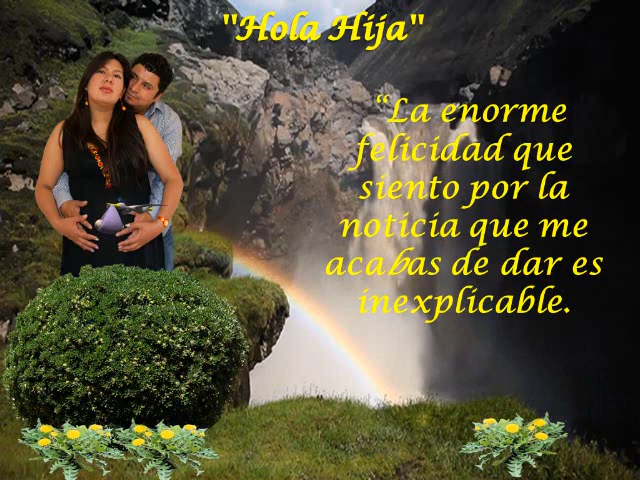 "Hola Hija"
“La enorme
felicidad que
siento por la
noticia que me
acabas de dar es
inexplicable.